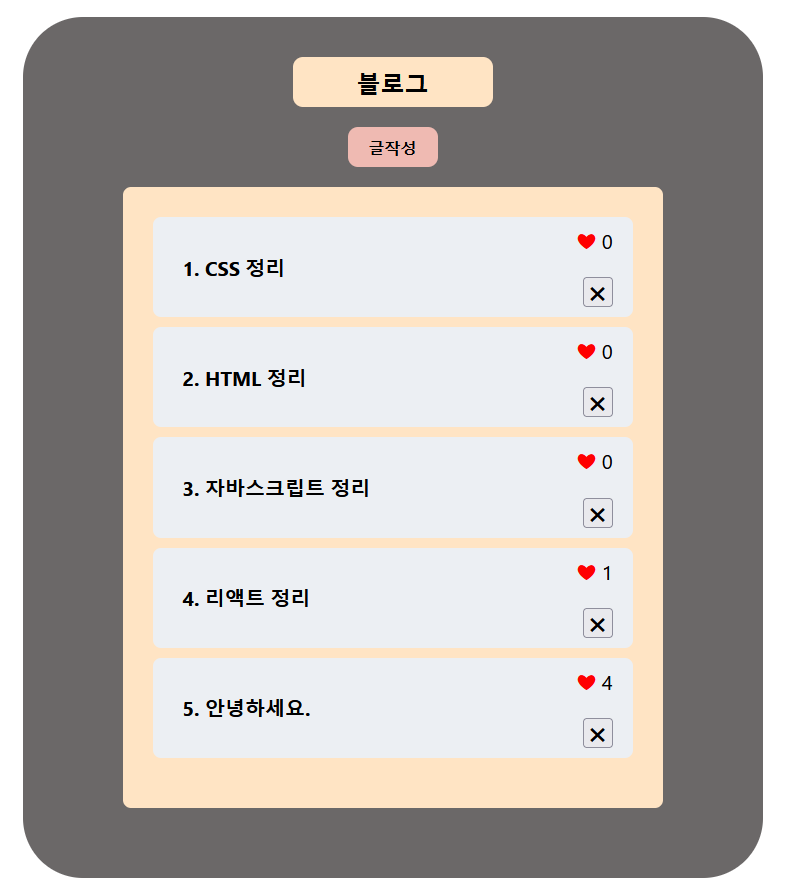 블로그
글작성
1. CSS 정리
0
2. HTML 정리
0
3. 자바스크립트 정리
0
4. 리액트 정리
1
5. 안녕하세요.
4